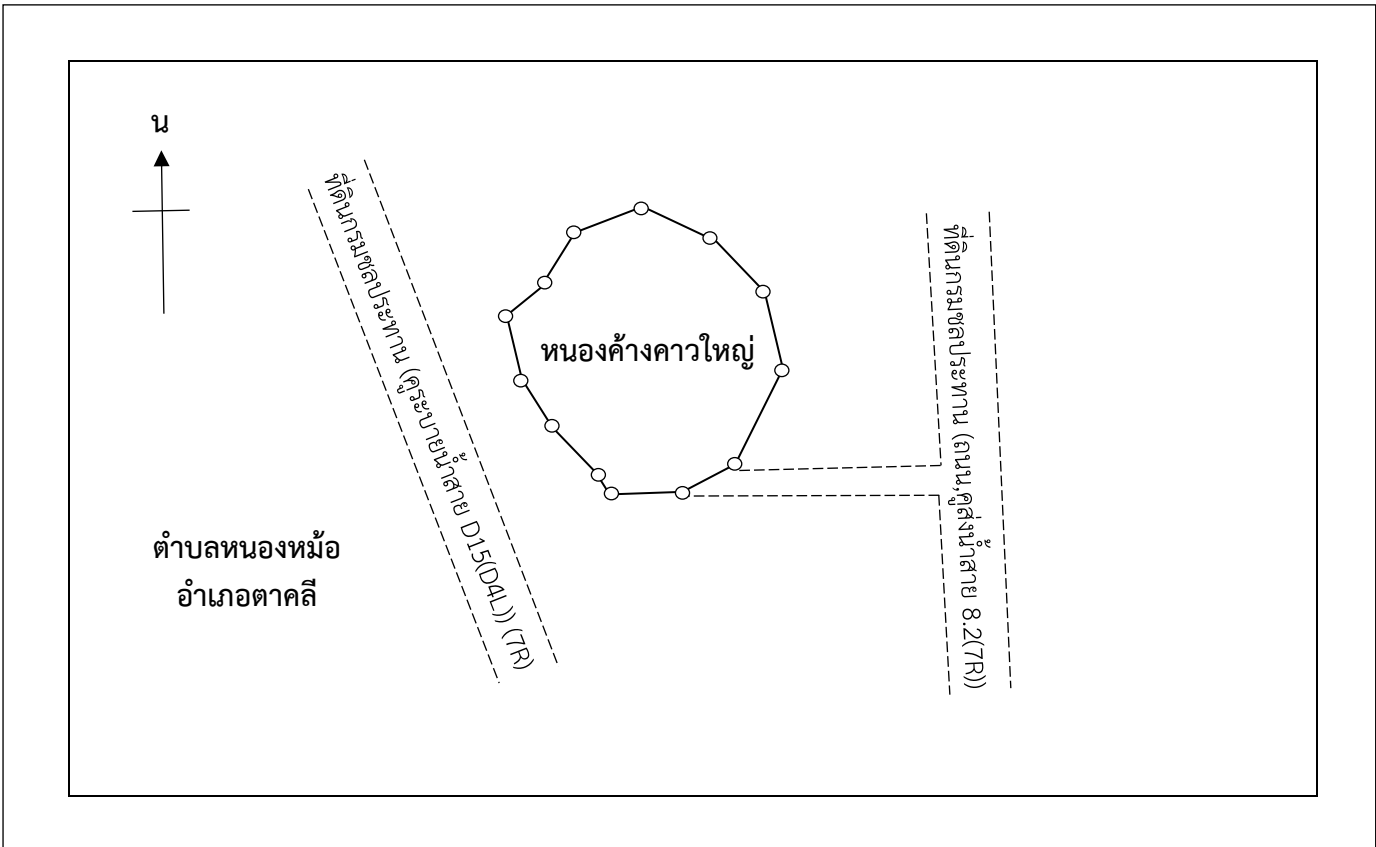 น
ที่ดินกรมชลประทาน (คูระบายน้ำสาย D15(D4L)) (7R)
หนองค้างคาวใหญ่
ที่ดินกรมชลประทาน (ถนน,คูส่งน้ำสาย 8.2(7R))
ตำบลหนองหม้อ
อำเภอตาคลี